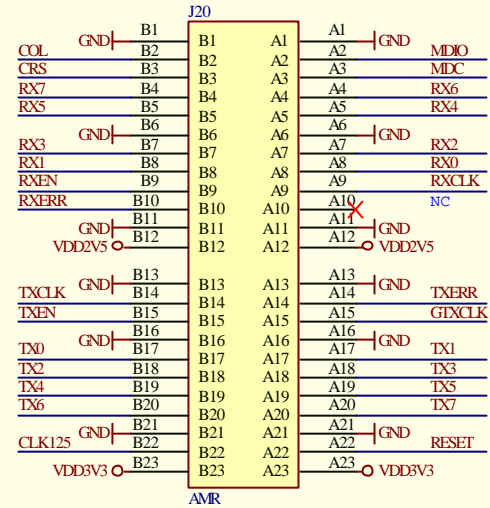 J20
GND B1 B1 A1 A1 GND
COL B2 B2 A2 A2 MDIO
CRS B3 B3 A3 A3 MDC
RX7 B4 B4 A4 A4 RX6
RX5 B5 B5 A5 A5 RX4
GND B6 B6 A6 A6 GND
RX3 B7 B7 A7 A7 RX2
RX1 B8 B8 A8 A8 RX0
RXEN B9 B9 A9 A9 RXCLK
RXERR B10 B10 A10 A10 NC
GND B11 B11 A11 A11 GND
VDD2V5 B12 B12 A12 A12 VDD2V5
GND B13 B13 A13 A13 GND
TXCLK B14 B14 A14 A14 TXERR
TXEN B15 B15 A15 A15 GTXCLK
GND B16 B16 A16 A16 GND
TX0 B17 B17 A17 A17 TX1
TX2 B18 B18 A18 A18 TX3
TX4 B19 B19 A19 A19 TX5
TX6 B20 B20 A20 A20 TX7
GND B21 B21 A21 A21 GND
CLK125 B22 B22 A22 A22 RESET
VDD3V3 B23 B23 A23 A23 VDD3V3
AMR